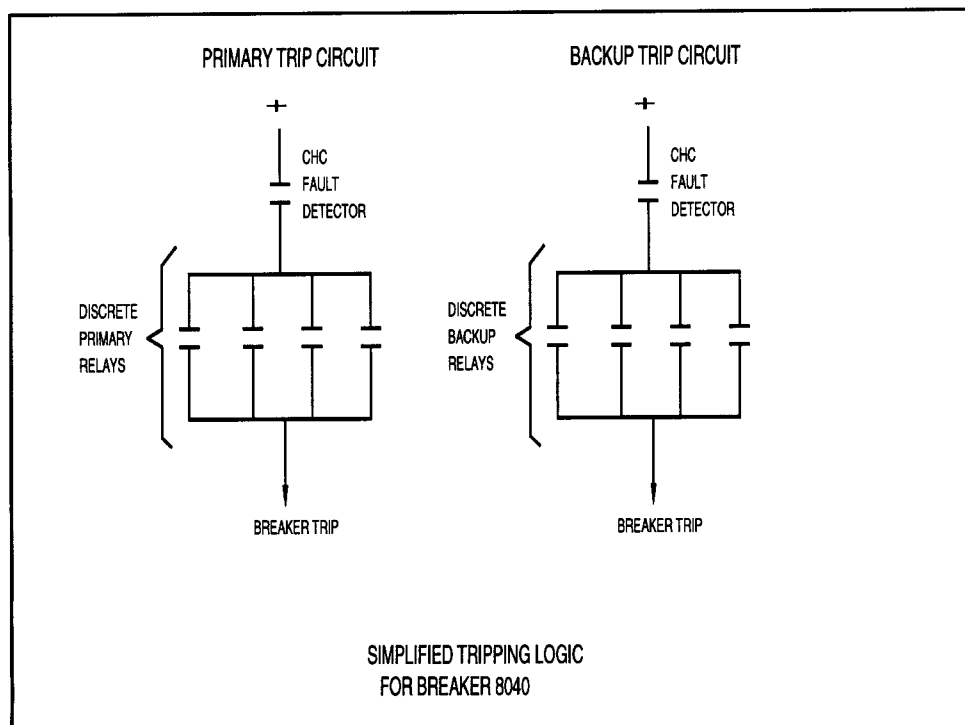 PRIMARY TRIP CIRCUIT
+
CHC
FAULT
DETECTOR
DISCRETE
PRIMARY
RELAYS
BREAKER TRIP
BACKUP TRIP CIRCUIT
+
CHC
FAULT
DETECTOR
DISCRETE
BACKUP
RELAYS
BREAKER TRIP
SIMPLIFIED TRIPPING LOGIC
FOR BREAKER 8040